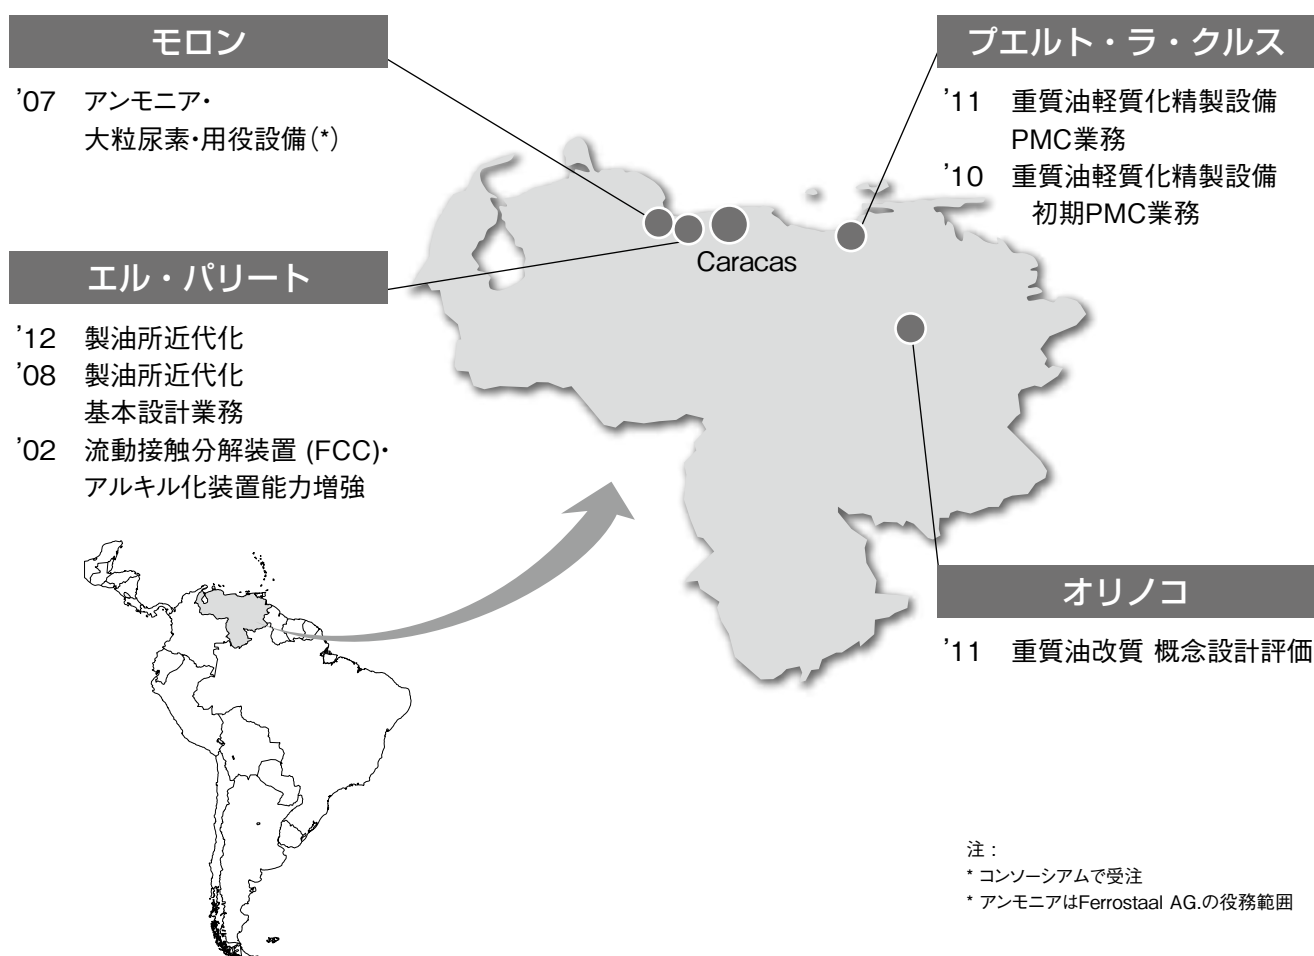 モロン
'07 アンモニア・
大粒尿素・用役設備(*)
エル・パリート
'12 製油所近代化
'08 製油所近代化
基本設計業務
'02 流動接触分解装置 (FCC)・
アルキル化装置能力増強
Caracas
プエルト・ラ・クルス
'11 重質油軽質化精製設備
PMC業務
'10 重質油軽質化精製設備
初期PMC業務
オリノコ
'11 重質油改質 概念設計評価
注：
* コンソーシアムで受注
* アンモニアはFerrostaal AG.の役務範囲